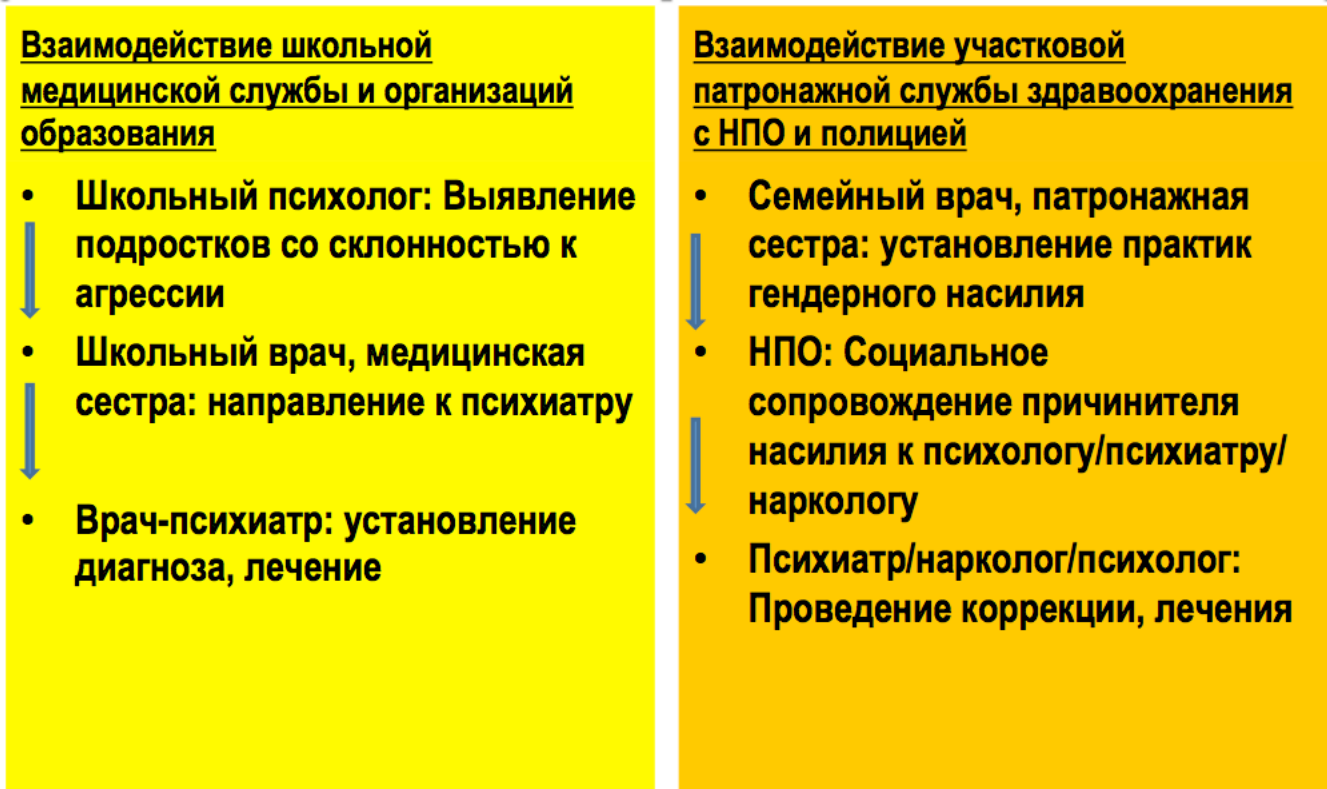 Взаимодействие школьной
медицинской службы и организаций
образования
• Школьный психолог: Выявление
подростков со склонностью к
агрессии
• Школьный врач, медицинская
сестра: направление к психиатру
• Врач-психиатр: установление
диагноза, лечение
Взаимодействие участковой
патронажной службы здравоохранения
с НПО и полицией
• Семейный врач, патронажная
сестра: установление практик
гендерного насилия
• НПО: Социальное
сопровождение причинителя
насилия к психологу/психиатру/
наркологу
• Психиатр/нарколог/психолог:
Проведение коррекции, лечения